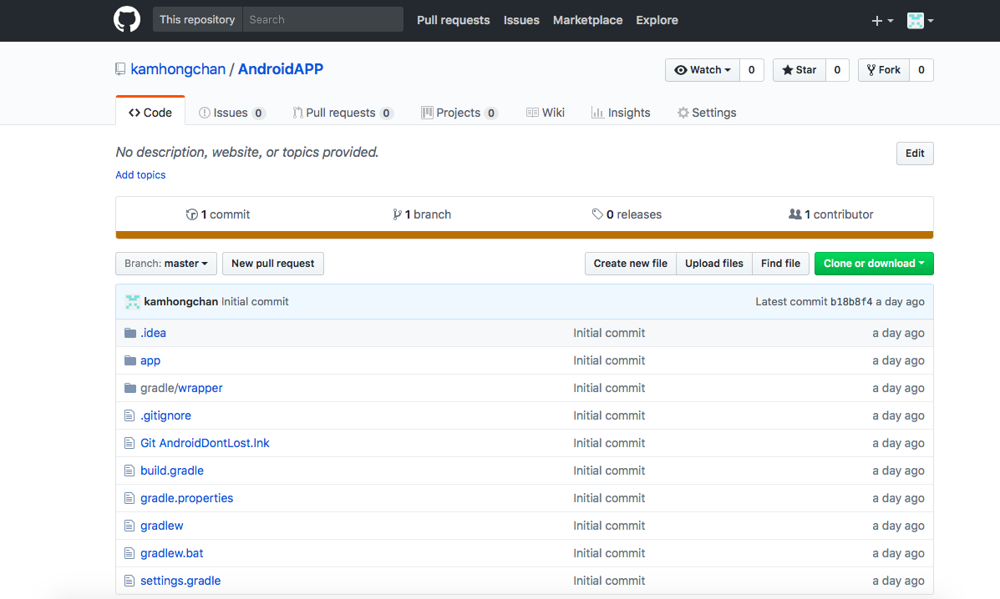 This repository Search Pull requests Issues Marketplace Explore
kamhongchan / AndroidAPP Watch 0 Star 0 Fork 0
Code Issues 0 Pull requests 0 Projects 0 Wiki Insights Settings
No description, website, or topics provided. Edit
Add topics
1 commit 1 branch 0 releases 1 contributor
Branch: master New pull request Create new file Upload files Find file Clone or download
kamhongchan Initial commit Latest commit b18b8f4 a day ago
.idea Initial commit a day ago
app Initial commit a day ago
gradle/wrapper Initial commit a day ago
.gitignore Initial commit a day ago
Git AndroidDontLost.lnk Initial commit a day ago
build.gradle Initial commit a day ago
gradle.properties Initial commit a day ago
gradlew Initial commit a day ago
gradlew.bat Initial commit a day ago
settings.gradle Initial commit a day ago